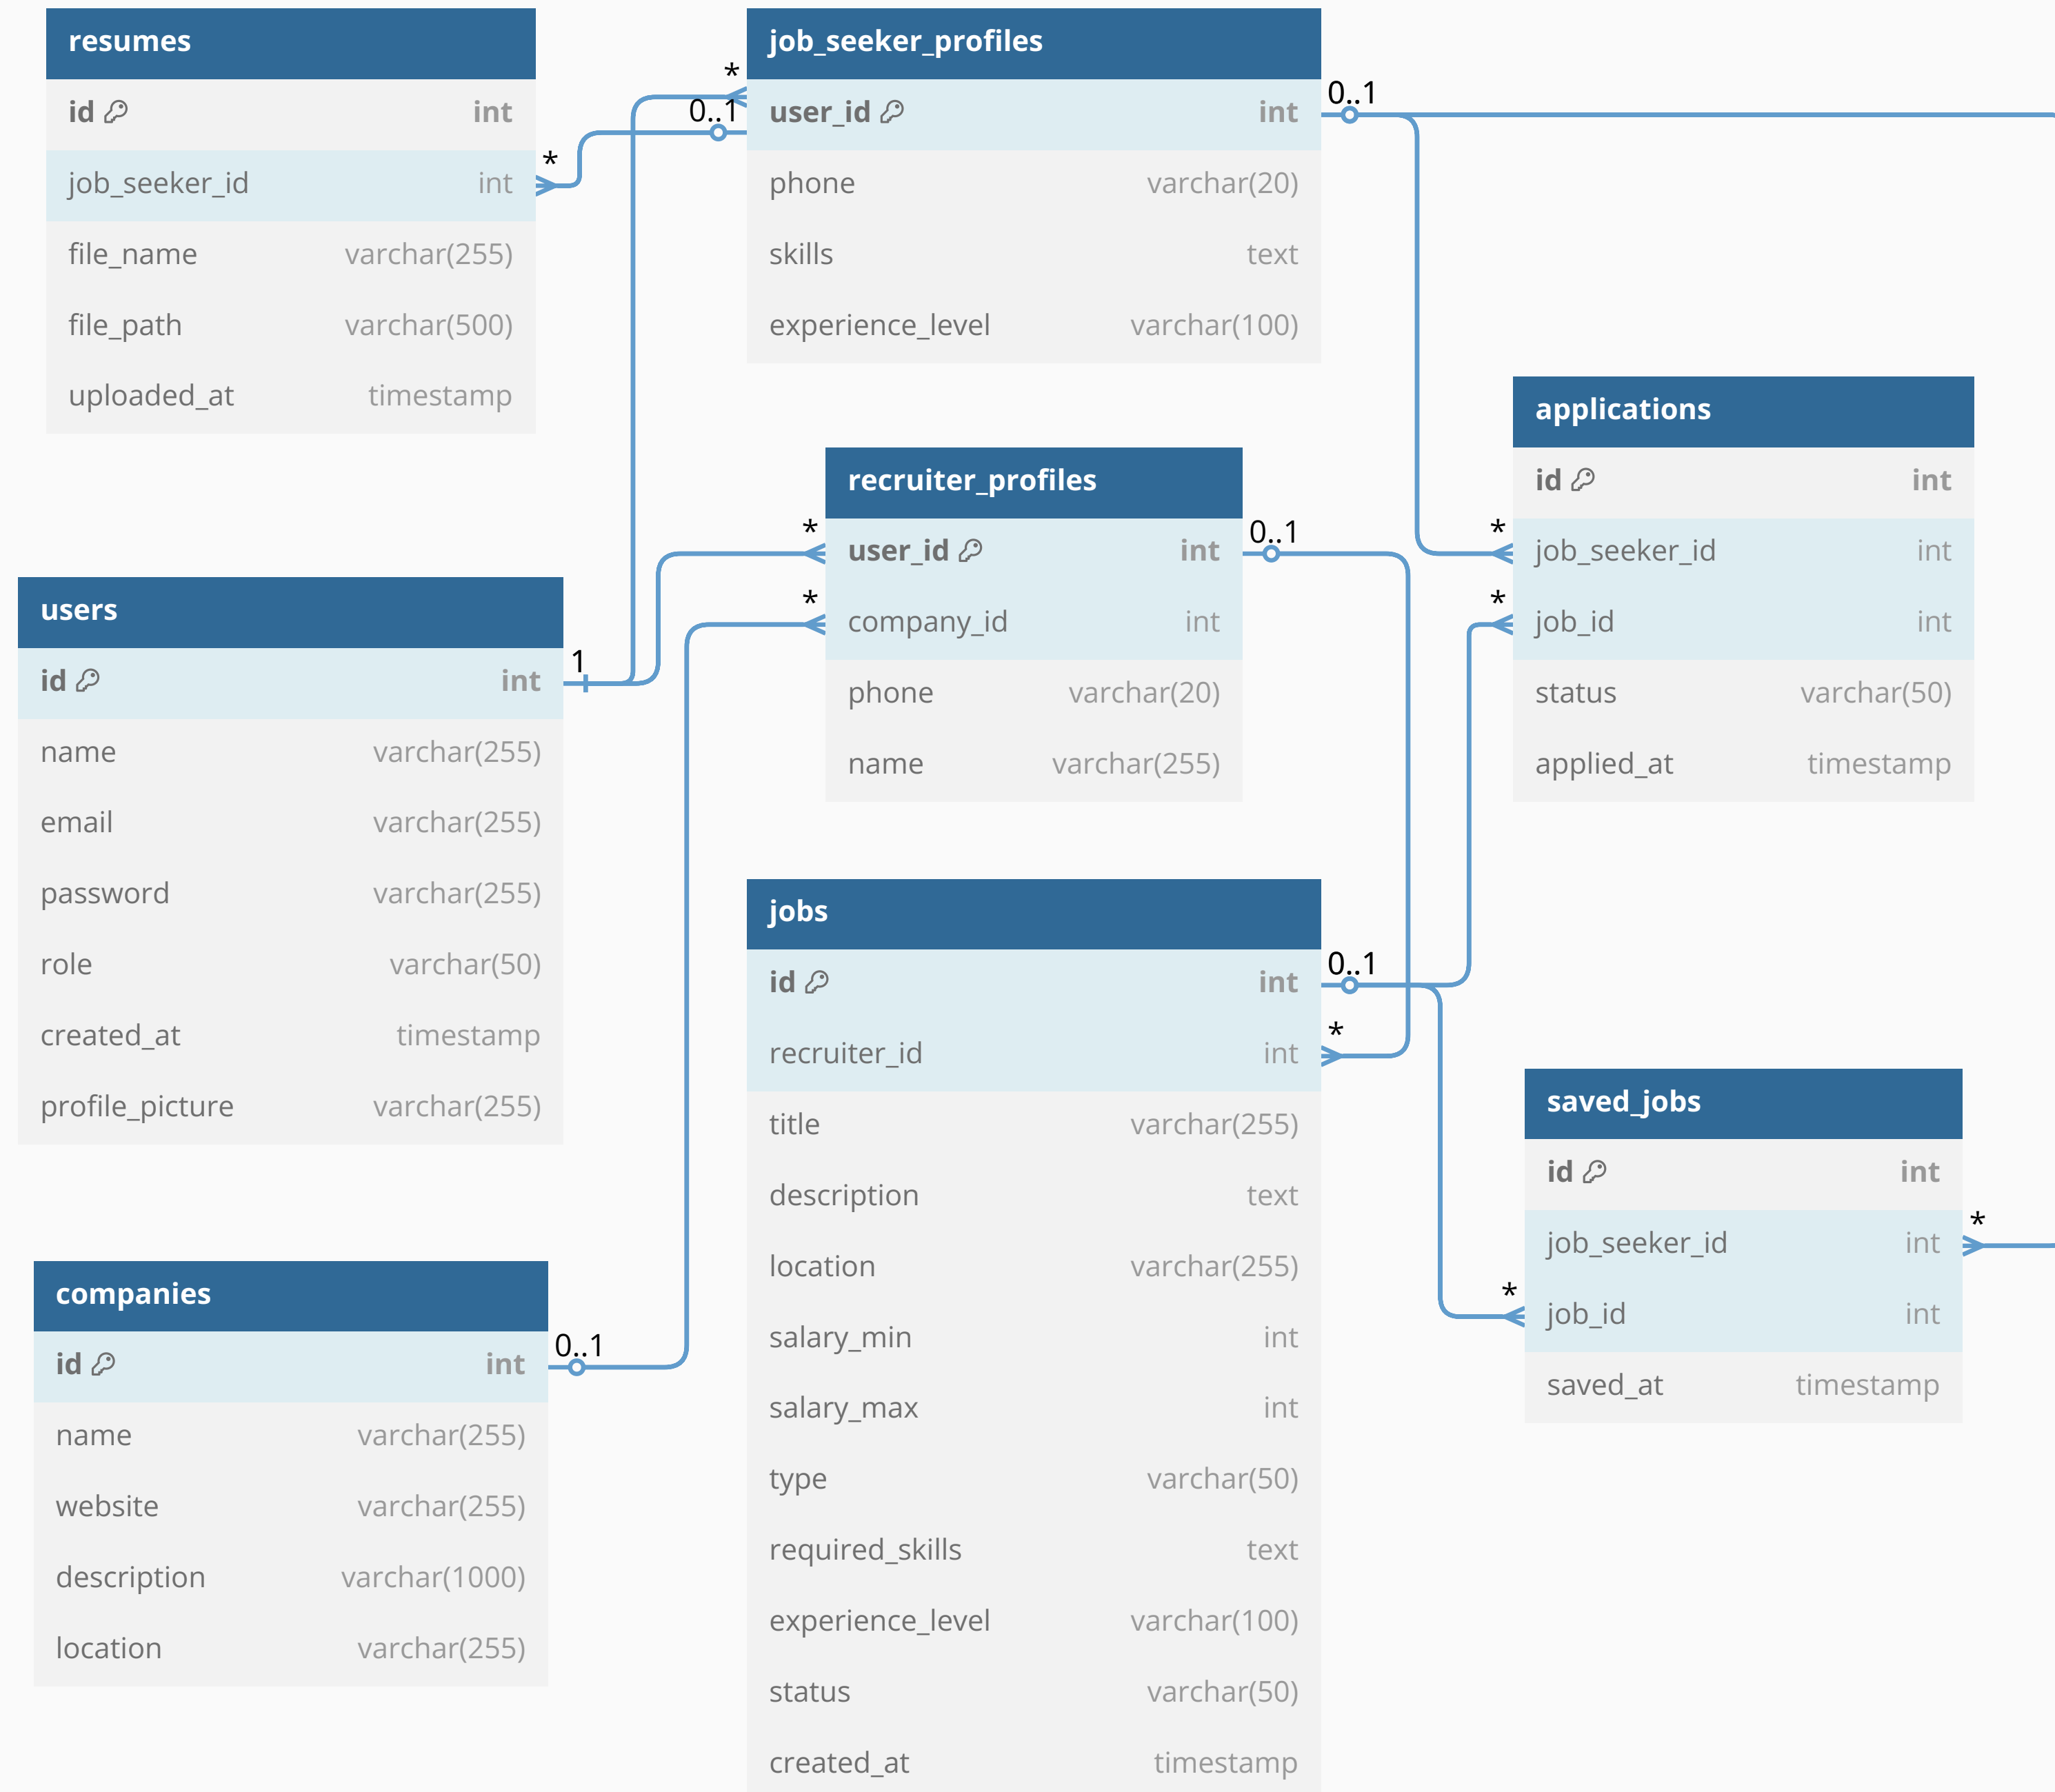 resumes
id int
job_seeker_id int
file_name varchar(255)
file_path varchar(500)
uploaded_at timestamp
*
job_seeker_profiles
user_id int
phone varchar(20)
skills text
experience_level varchar(100)
*
0..1
0..1
recruiter_profiles
user_id int
company_id int
phone varchar(20)
name varchar(255)
*
*
0..1
applications
id int
job_seeker_id int
job_id int
status varchar(50)
applied_at timestamp
*
*
users
id int
name varchar(255)
email varchar(255)
password varchar(255)
role varchar(50)
created_at timestamp
profile_picture varchar(255)
1
jobs
id int
recruiter_id int
title varchar(255)
description text
location varchar(255)
salary_min int
salary_max int
type varchar(50)
required_skills text
experience_level varchar(100)
status varchar(50)
created_at timestamp
0..1
*
saved_jobs
id int
job_seeker_id int
job_id int
saved_at timestamp
*
*
companies
id int
name varchar(255)
website varchar(255)
description varchar(1000)
location varchar(255)
0..1